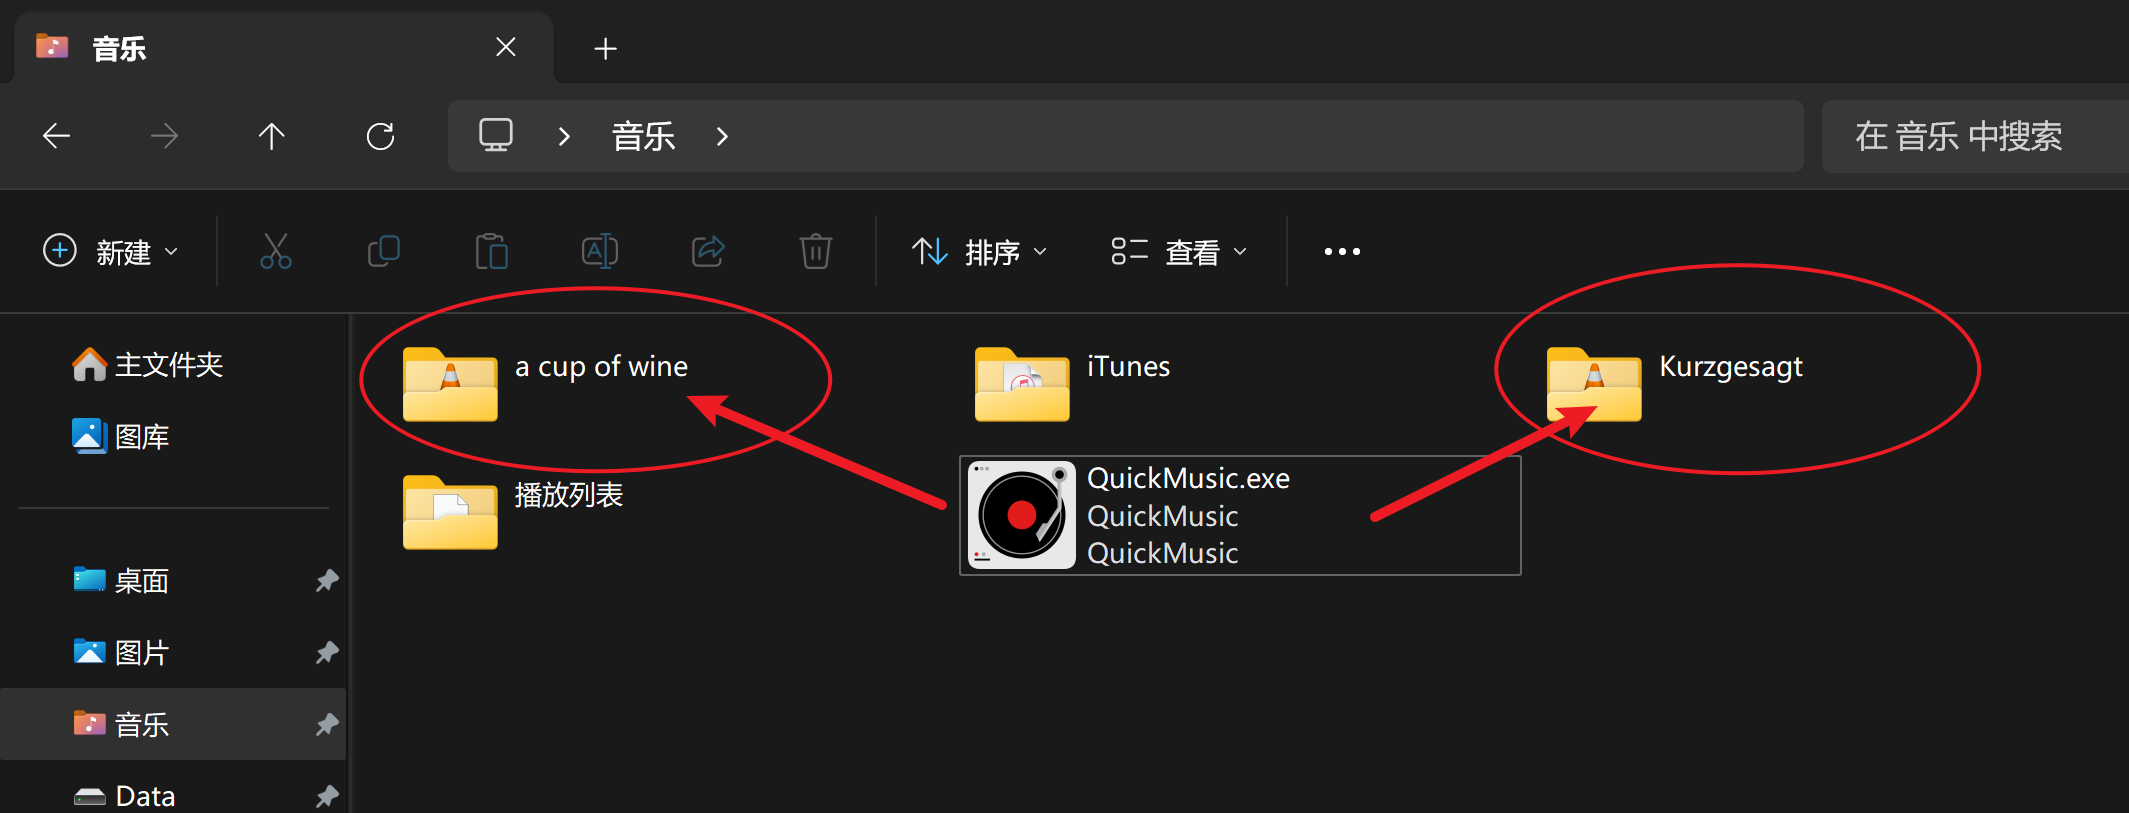 音乐
音乐
在 音乐 中搜索
新建
排序
查看
主文件夹
图库
桌面
图片
音乐
Data
a cup of wine
iTunes
Kurzgesagt
播放列表
QuickMusic.exe
QuickMusic
QuickMusic